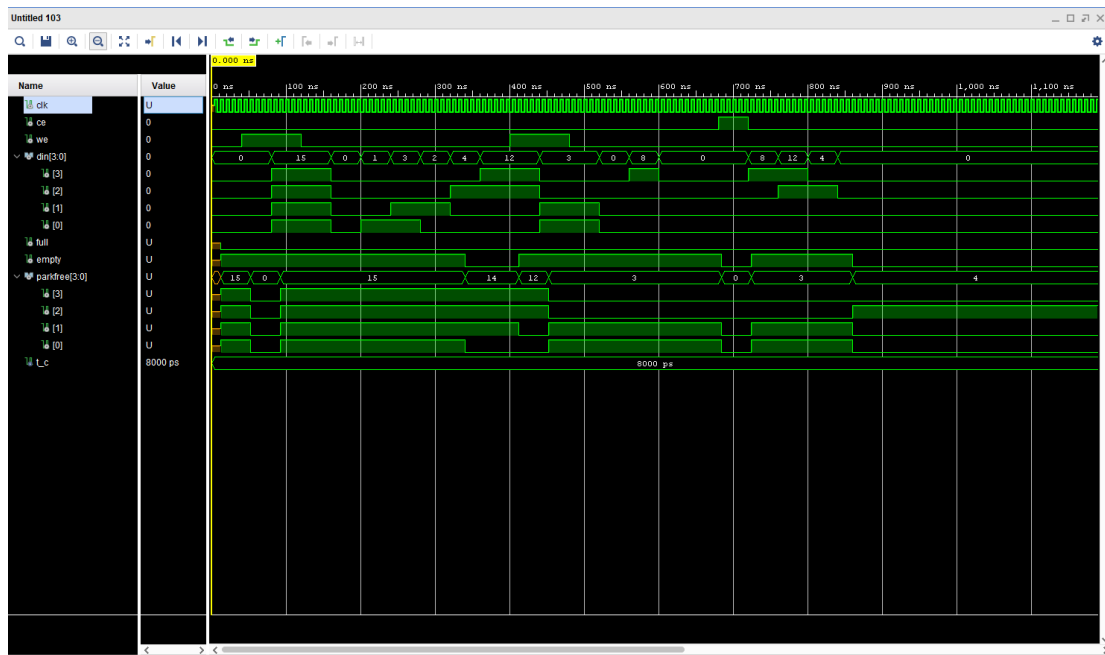 Untitled 103
0.000 ns
Name Value 0 ns 100 ns 200 ns 300 ns 400 ns 500 ns 600 ns 700 ns 800 ns 900 ns 1,000 ns 1,100 ns
clk U
ce 0
we 0
din[3:0] 0 0 15 0 1 3 2 4 12 3 0 8 0 8 12 4 0
[3] 0
[2] 0
[1] 0
[0] 0
full U
empty U
parkfree[3:0] U 15 0 15 14 12 3 0 3 4
[3] U
[2] U
[1] U
[0] U
t_c 8000 ps 8000 ps